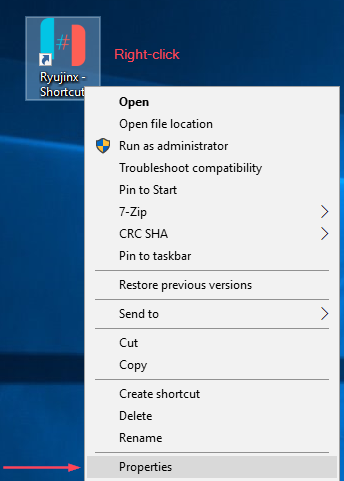 Right-click
Ryujinx -
Shortcut
Open
Open file location
Run as administrator
Troubleshoot compatibility
Pin to Start
7-Zip
CRC SHA
Pin to taskbar
Restore previous versions
Send to
Cut
Copy
Create shortcut
Delete
Rename
Properties